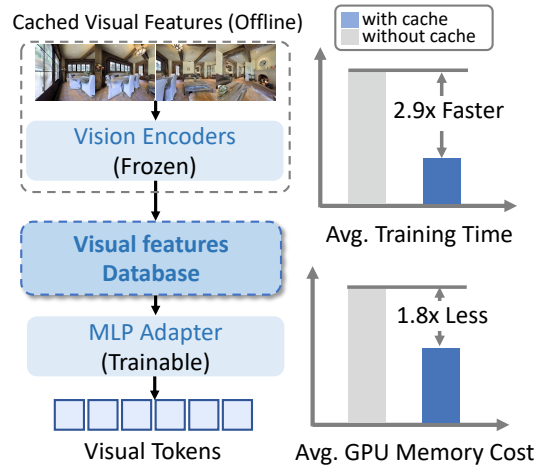 Cached Visual Features (Offline)
Vision Encoders
(Frozen)
Visual features
Database
MLP Adapter
(Trainable)
Visual Tokens
with cache
without cache
2.9x Faster
Avg. Training Time
1.8x Less
Avg. GPU Memory Cost